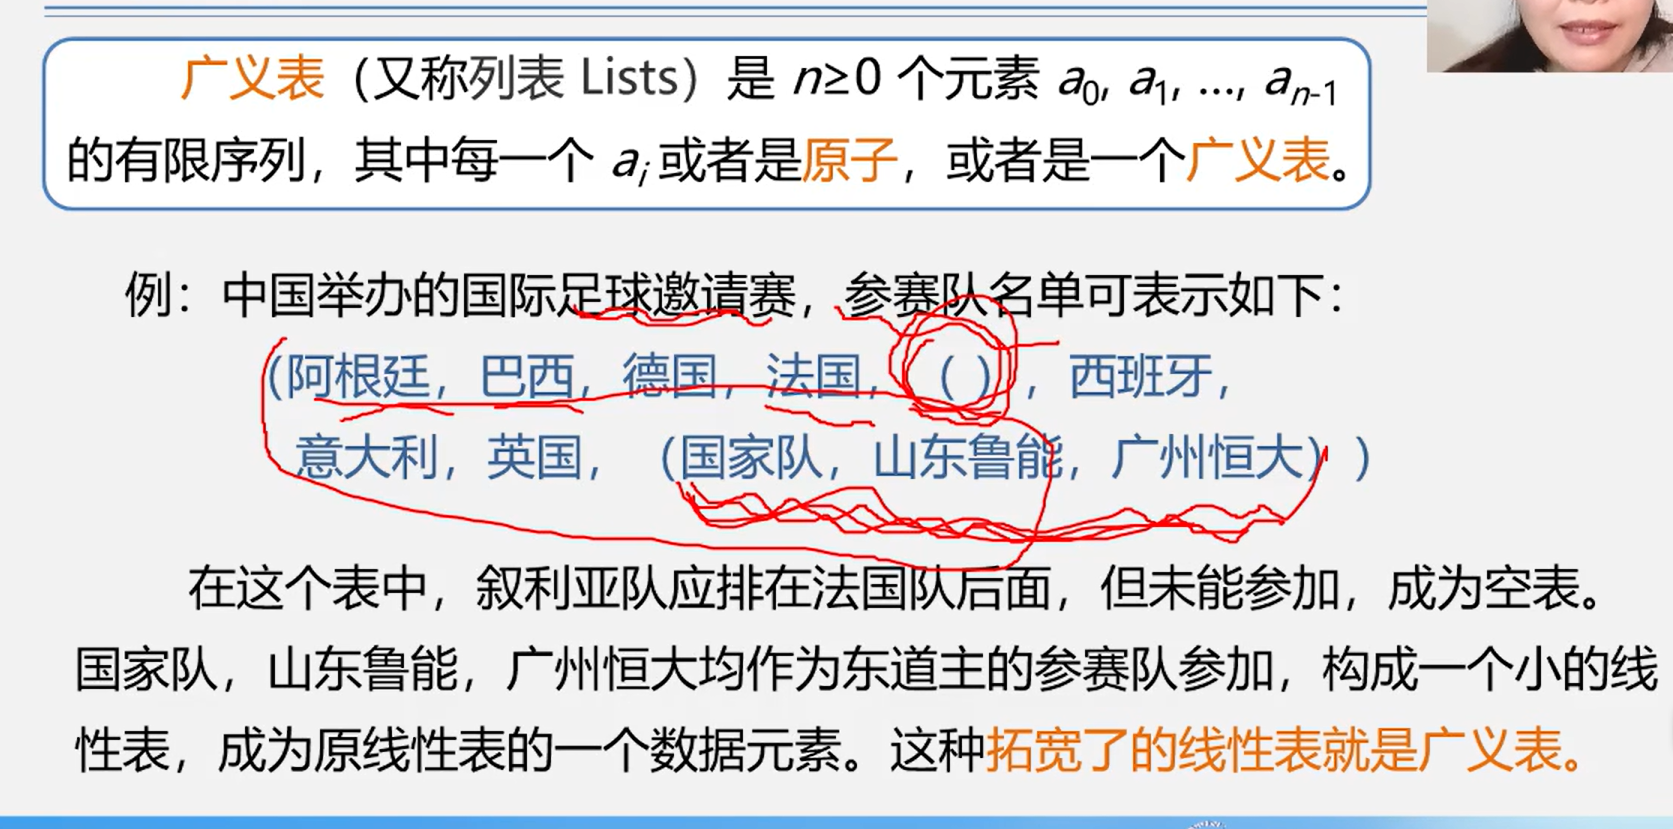 广义表（又称列表 Lists）是 n≥0 个元素 a₀, a₁, …, aₙ₋₁
的有限序列，其中每一个 aᵢ 或者是原子，或者是一个广义表。
例：中国举办的国际足球邀请赛，参赛队名单可表示如下：
（阿根廷，巴西，德国，法国，（ ），西班牙，
意大利，英国，（国家队，山东鲁能，广州恒大））
在这个表中，叙利亚队应排在法国队后面，但未能参加，成为空表。
国家队，山东鲁能，广州恒大均作为东道主的参赛队参加，构成一个小的线
性表，成为原线性表的一个数据元素。这种拓宽了的线性表就是广义表。